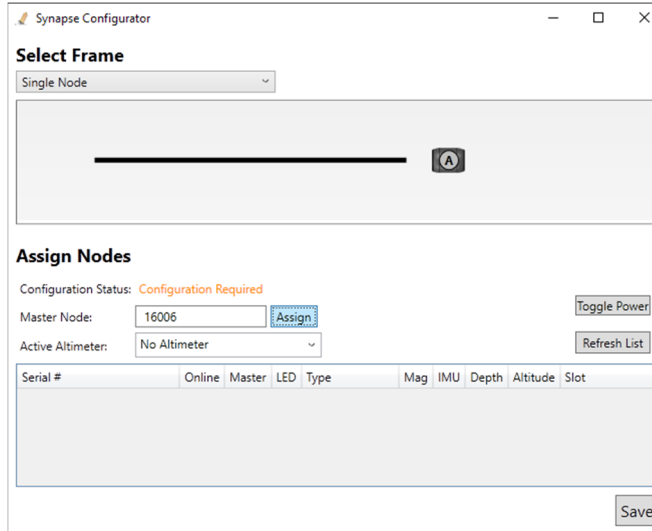 Synapse Configurator
Select Frame
Single Node
A
Assign Nodes
Configuration Status: Configuration Required
Master Node: 16006 Assign
Toggle Power
Active Altimeter: No Altimeter
Refresh List
Serial # Online Master LED Type Mag IMU Depth Altitude Slot
Save